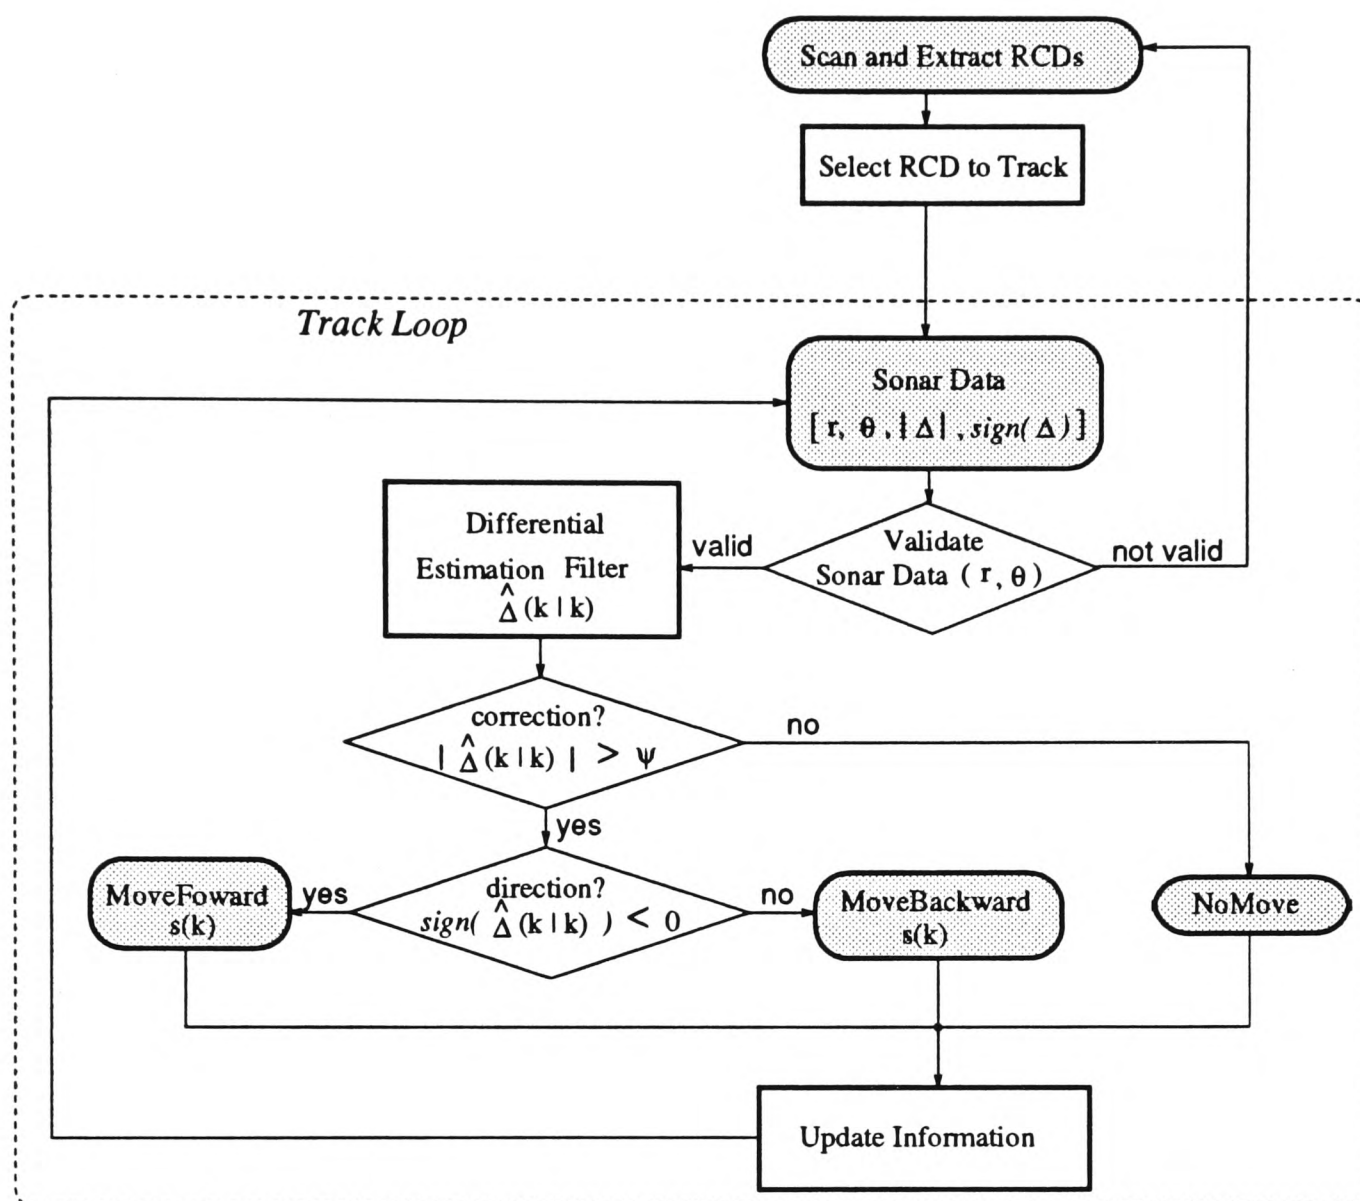 Scan and Extract RCDs
Select RCD to Track
Track Loop
Sonar Data
[ r, θ , | Δ | , sign( Δ ) ]
Validate
Sonar Data ( r , θ )
valid
not valid
Differential
Estimation Filter
Δ̂ (k | k)
correction?
| Δ̂ (k | k) | > ψ
no
yes
direction?
sign( Δ̂ (k | k) ) < 0
yes
no
MoveFoward
s(k)
MoveBackward
s(k)
NoMove
Update Information